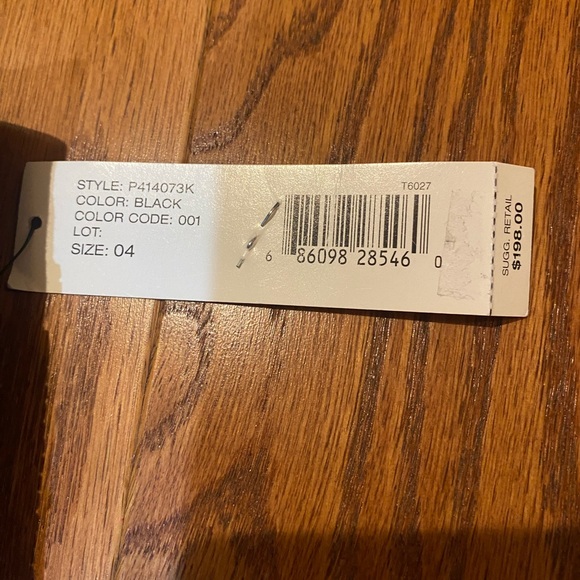 STYLE: P414073K
COLOR: BLACK
COLOR CODE: 001
LOT:
SIZE: 04
T6027
6 86098 28546 0
SUGG. RETAIL
$198.00